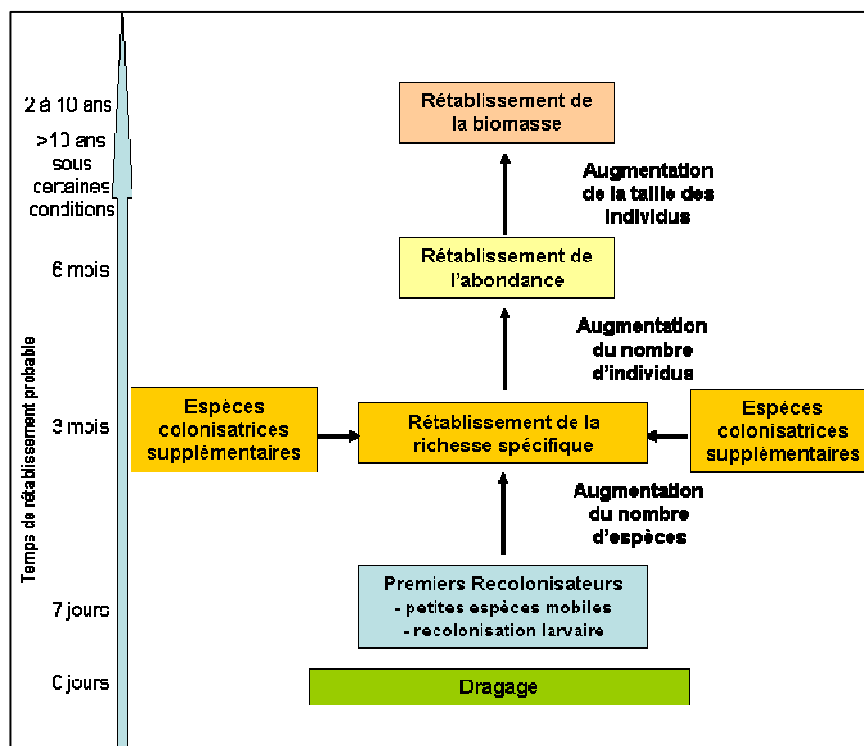 2 à 10 ans
>10 ans
sous
certaines
conditions
Rétablissement de
la biomasse
Augmentation
de la taille des
individus
6 mois
Rétablissement de
l'abondance
Augmentation
du nombre
d'individus
Temps de rétablissement probable
3 mois
Espèces
colonisatrices
supplémentaires
Rétablissement de la
richesse spécifique
Espèces
colonisatrices
supplémentaires
Augmentation
du nombre
d'espèces
7 jours
Premiers Recolonisateurs
- petites espèces mobiles
- recolonisation larvaire
0 jours
Dragage